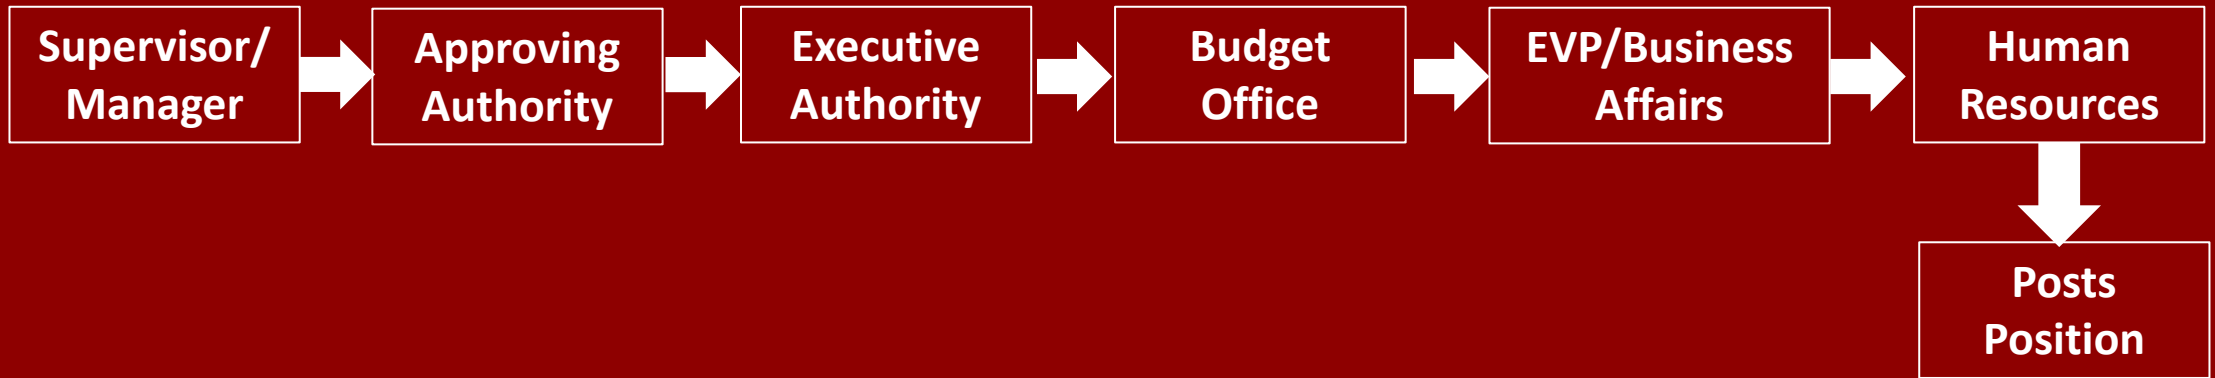 Supervisor/
Manager
Approving
Authority
Executive
Authority
Budget
Office
EVP/Business
Affairs
Human
Resources
Posts
Position